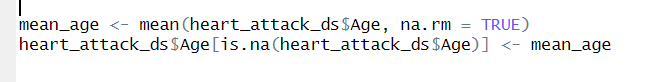 mean_age <- mean(heart_attack_ds$Age, na.rm = TRUE)
heart_attack_ds$Age[is.na(heart_attack_ds$Age)] <- mean_age